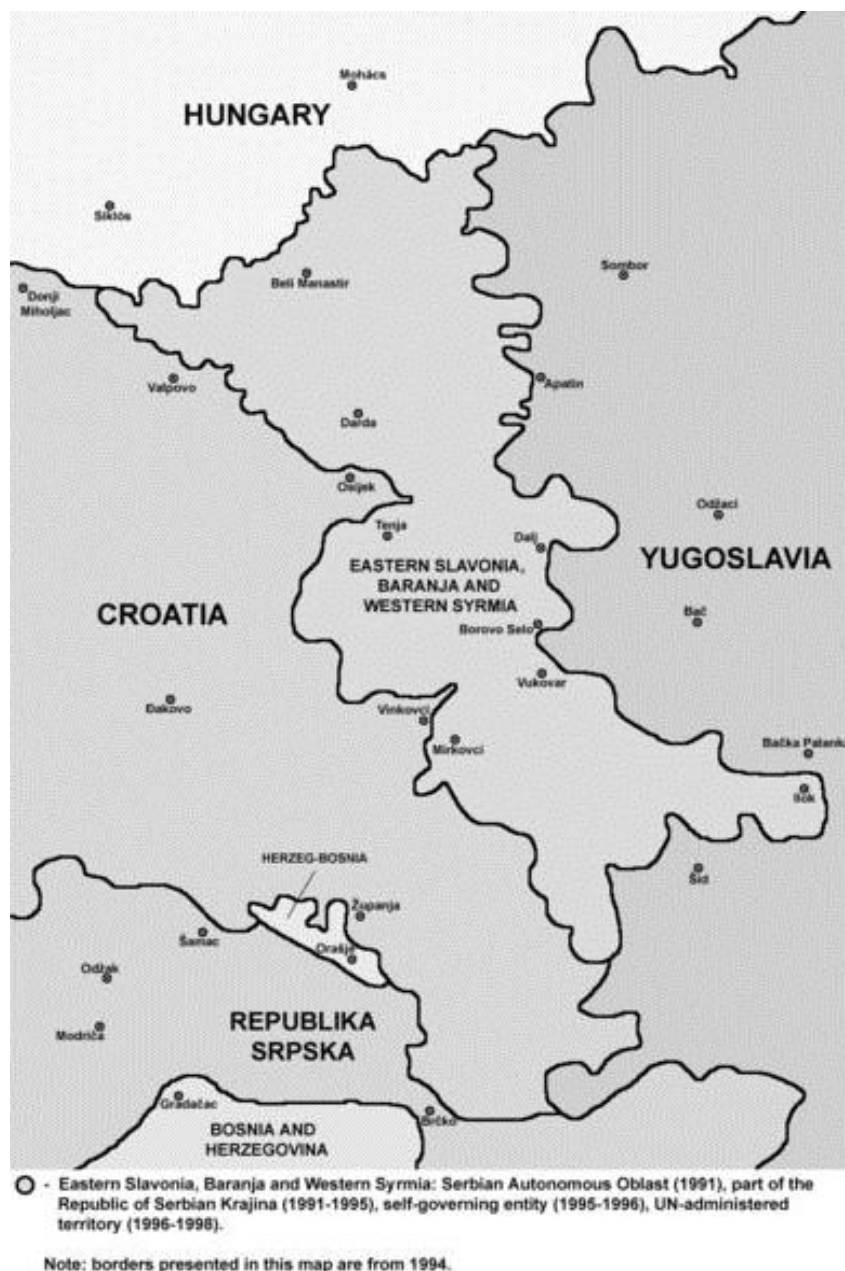 Mohács
HUNGARY
Siklós
Sombor
Beli Manastir
Donji
Miholjac
Valpovo
Apatin
Darda
Osijek
Odžaci
Tenja
Dalj
YUGOSLAVIA
EASTERN SLAVONIA,
BARANJA AND
WESTERN SYRMIA
CROATIA
Bač
Borovo Selo
Vukovar
Đakovo
Vinkovci
Mirkovci
Bačka Palanka
Ilok
HERZEG-BOSNIA
Šid
Županja
Šamac
Orašje
Odžak
REPUBLIKA
SRPSKA
Modriča
Gradačac
Brčko
BOSNIA AND
HERZEGOVINA
- Eastern Slavonia, Baranja and Western Syrmia: Serbian Autonomous Oblast (1991), part of the
Republic of Serbian Krajina (1991-1995), self-governing entity (1995-1996), UN-administered
territory (1996-1998).
Note: borders presented in this map are from 1994.